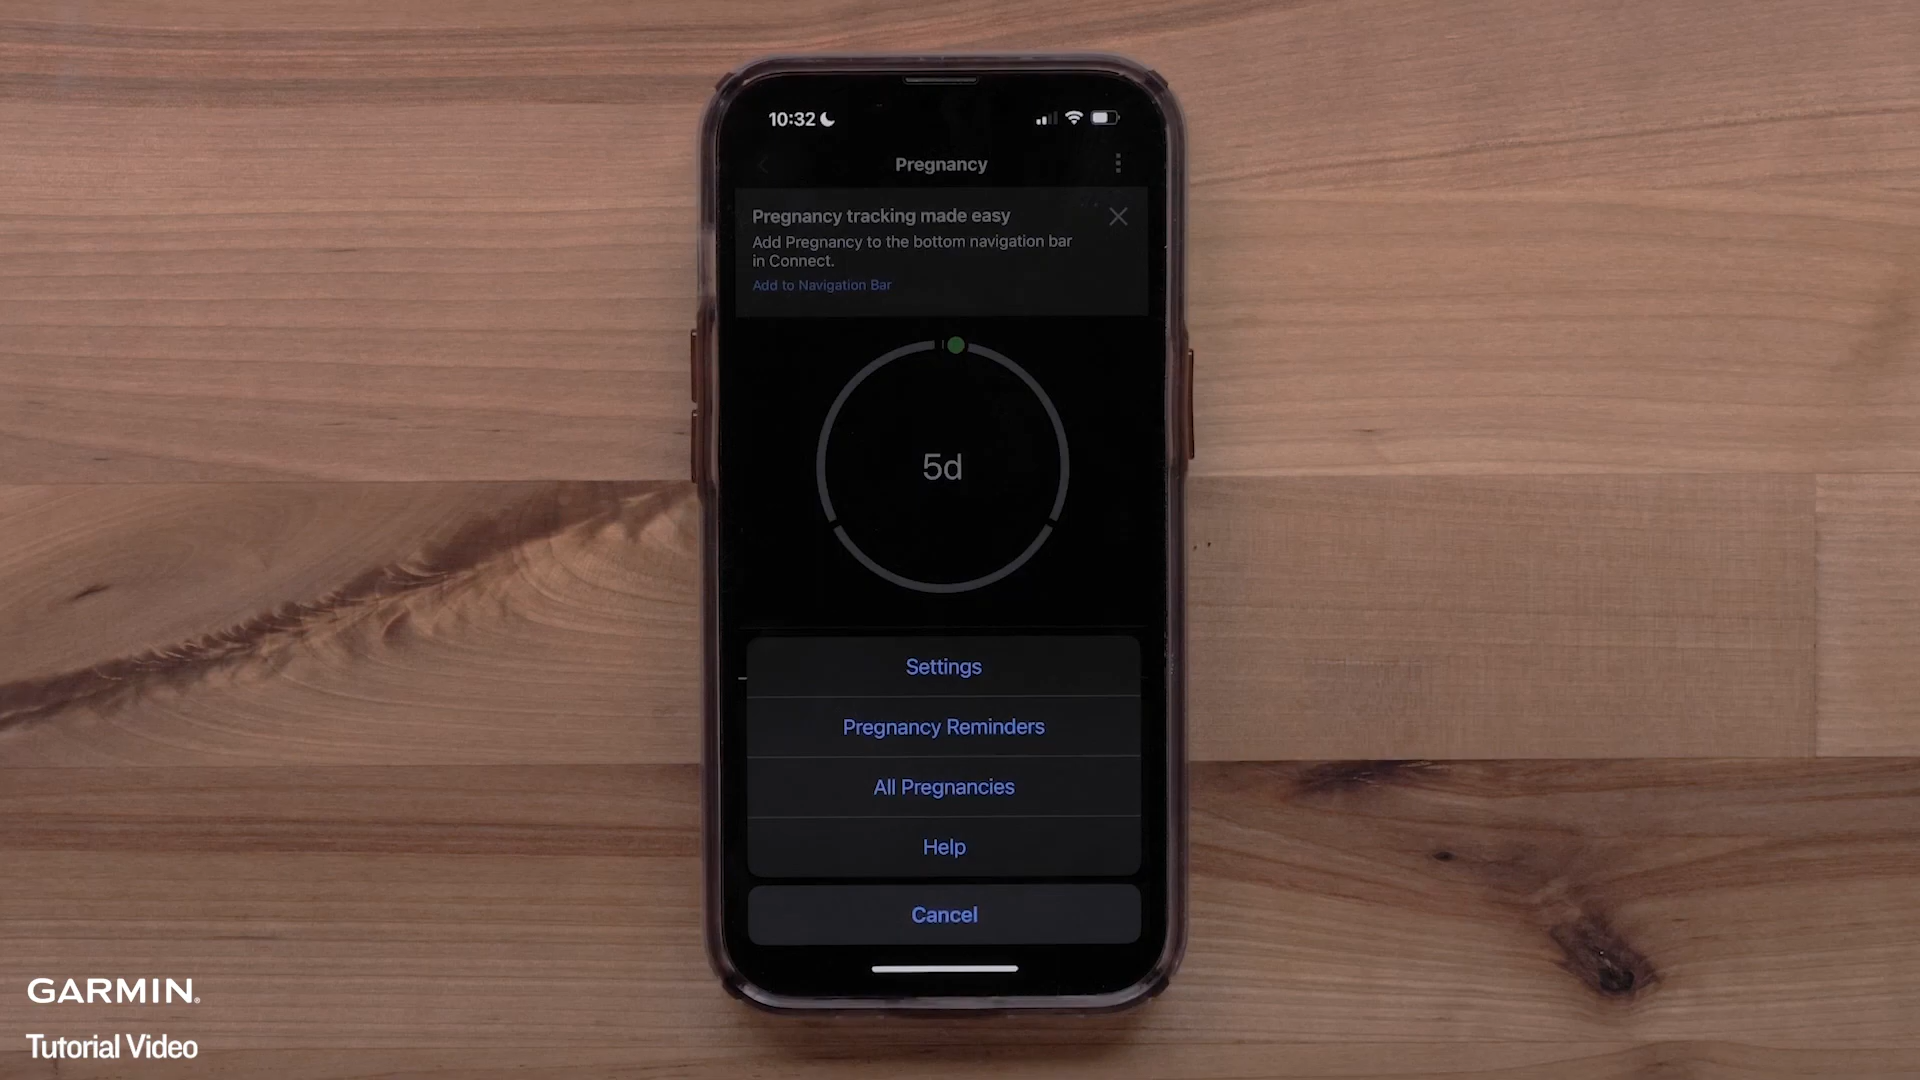 10:32
Pregnancy
Pregnancy tracking made easy
Add Pregnancy to the bottom navigation bar
in Connect.
Add to Navigation Bar
5d
Settings
Pregnancy Reminders
All Pregnancies
Help
Cancel
GARMIN®
Tutorial Video